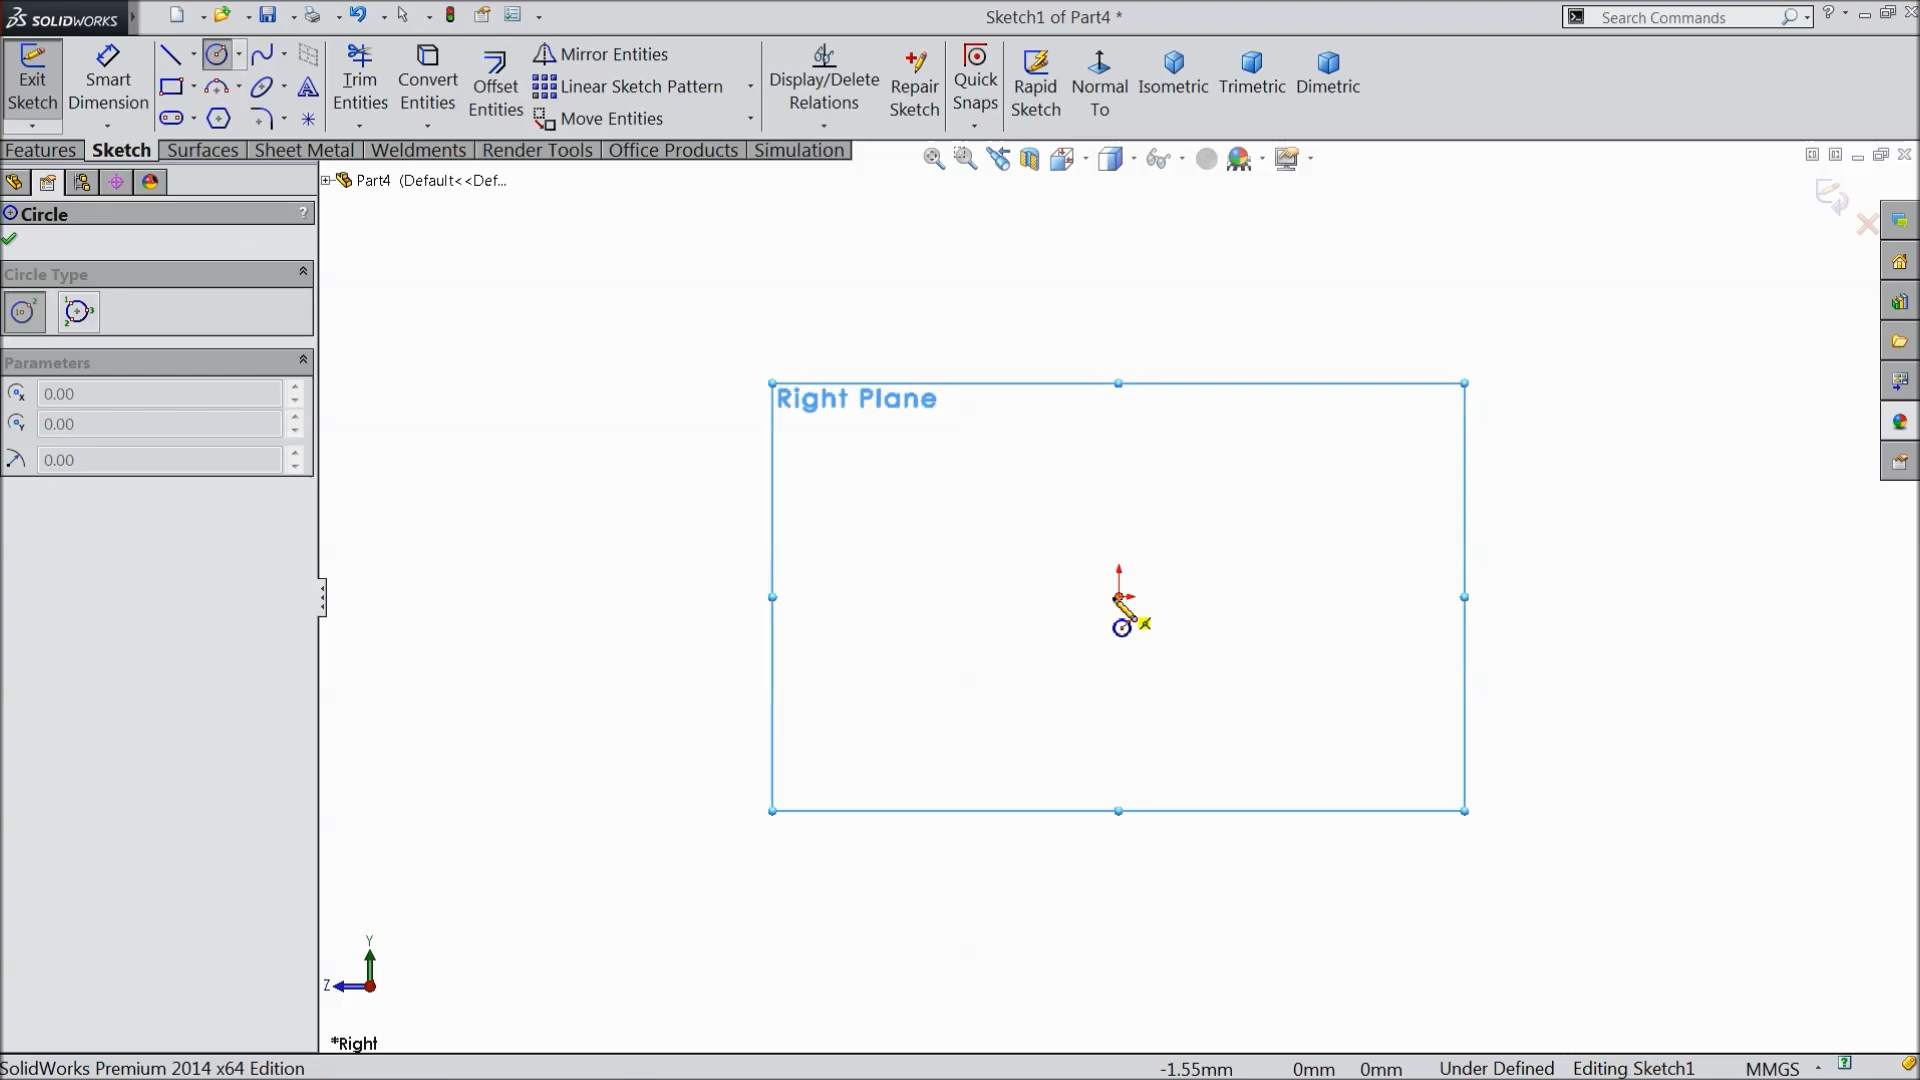 SOLIDWORKS
Sketch1 of Part4 *
Search Commands
Exit Sketch
Smart Dimension
Trim Entities
Convert Entities
Offset Entities
Mirror Entities
Linear Sketch Pattern
Move Entities
Display/Delete Relations
Repair Sketch
Quick Snaps
Rapid Sketch
Normal To
Isometric
Trimetric
Dimetric
Features
Sketch
Surfaces
Sheet Metal
Weldments
Render Tools
Office Products
Simulation
Part4 (Default<<Def...
Circle
?
Circle Type
Parameters
0.00
0.00
0.00
Right Plane
Y
Z
*Right
SolidWorks Premium 2014 x64 Edition
-1.55mm
0mm
0mm
Under Defined
Editing Sketch1
MMGS